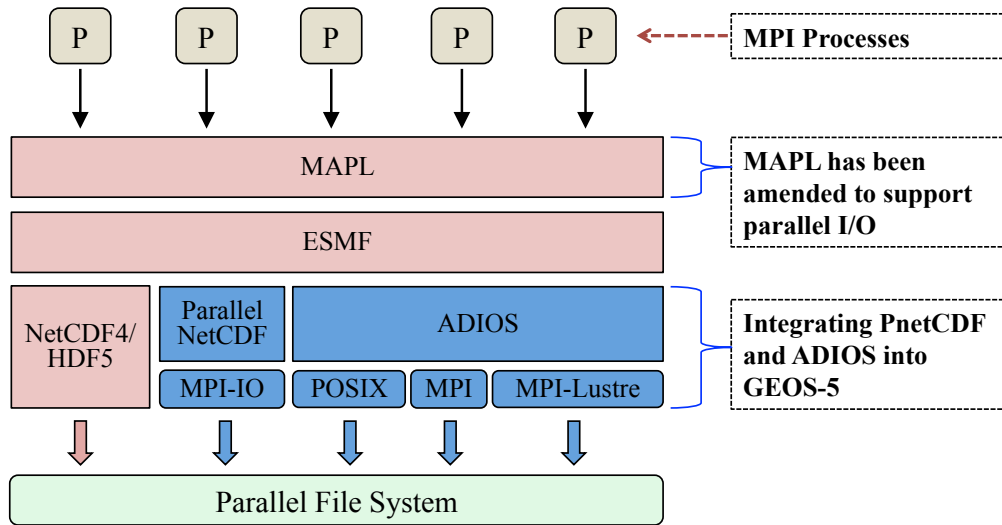 P P P P P
MPI Processes
MAPL
MAPL has been
amended to support
parallel I/O
ESMF
NetCDF4/
HDF5
Parallel
NetCDF
ADIOS
MPI-IO
POSIX
MPI
MPI-Lustre
Integrating PnetCDF
and ADIOS into
GEOS-5
Parallel File System